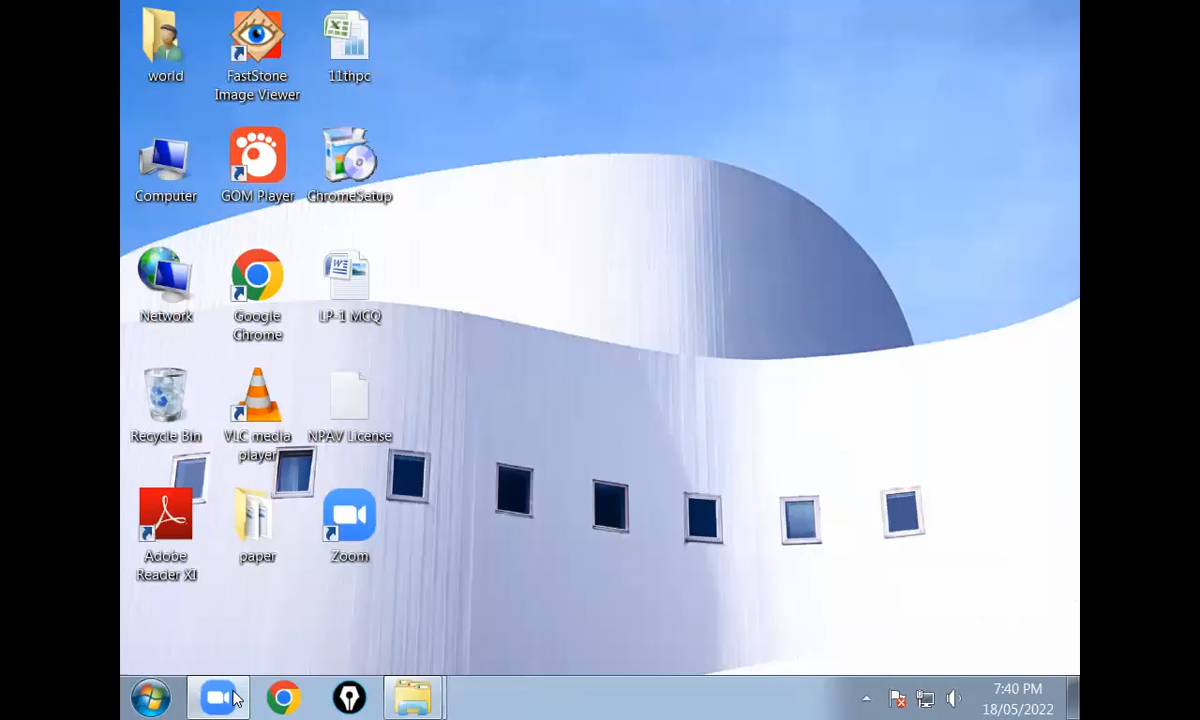 world
FastStone
Image Viewer
11thpc
Computer
GOM Player
ChromeSetup
Network
Google
Chrome
LP-1 MCQ
Recycle Bin
VLC media
player
NPAV License
Adobe
Reader XI
paper
Zoom
7:40 PM
18/05/2022